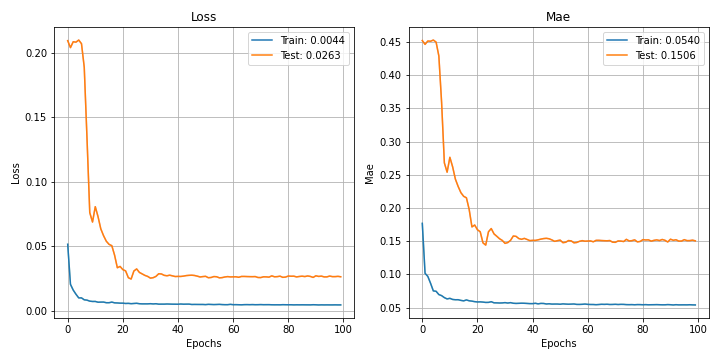 Loss
Train: 0.0044
Test: 0.0263
0.20
0.15
0.10
0.05
0.00
Loss
0 20 40 60 80 100
Epochs
Mae
Train: 0.0540
Test: 0.1506
0.45
0.40
0.35
0.30
0.25
0.20
0.15
0.10
0.05
Mae
0 20 40 60 80 100
Epochs